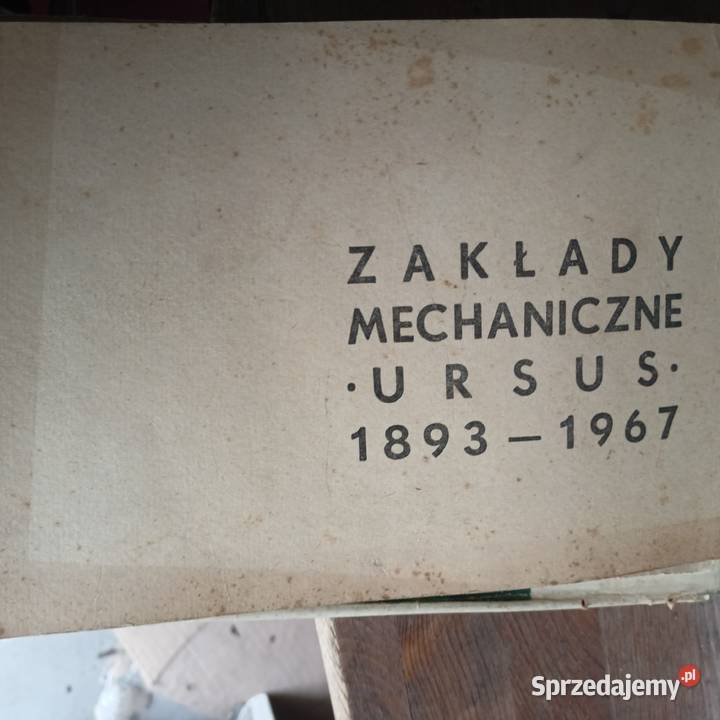 ZAKŁADY
MECHANICZNE
·URSUS·
1893–1967
Sprzedajemy.pl